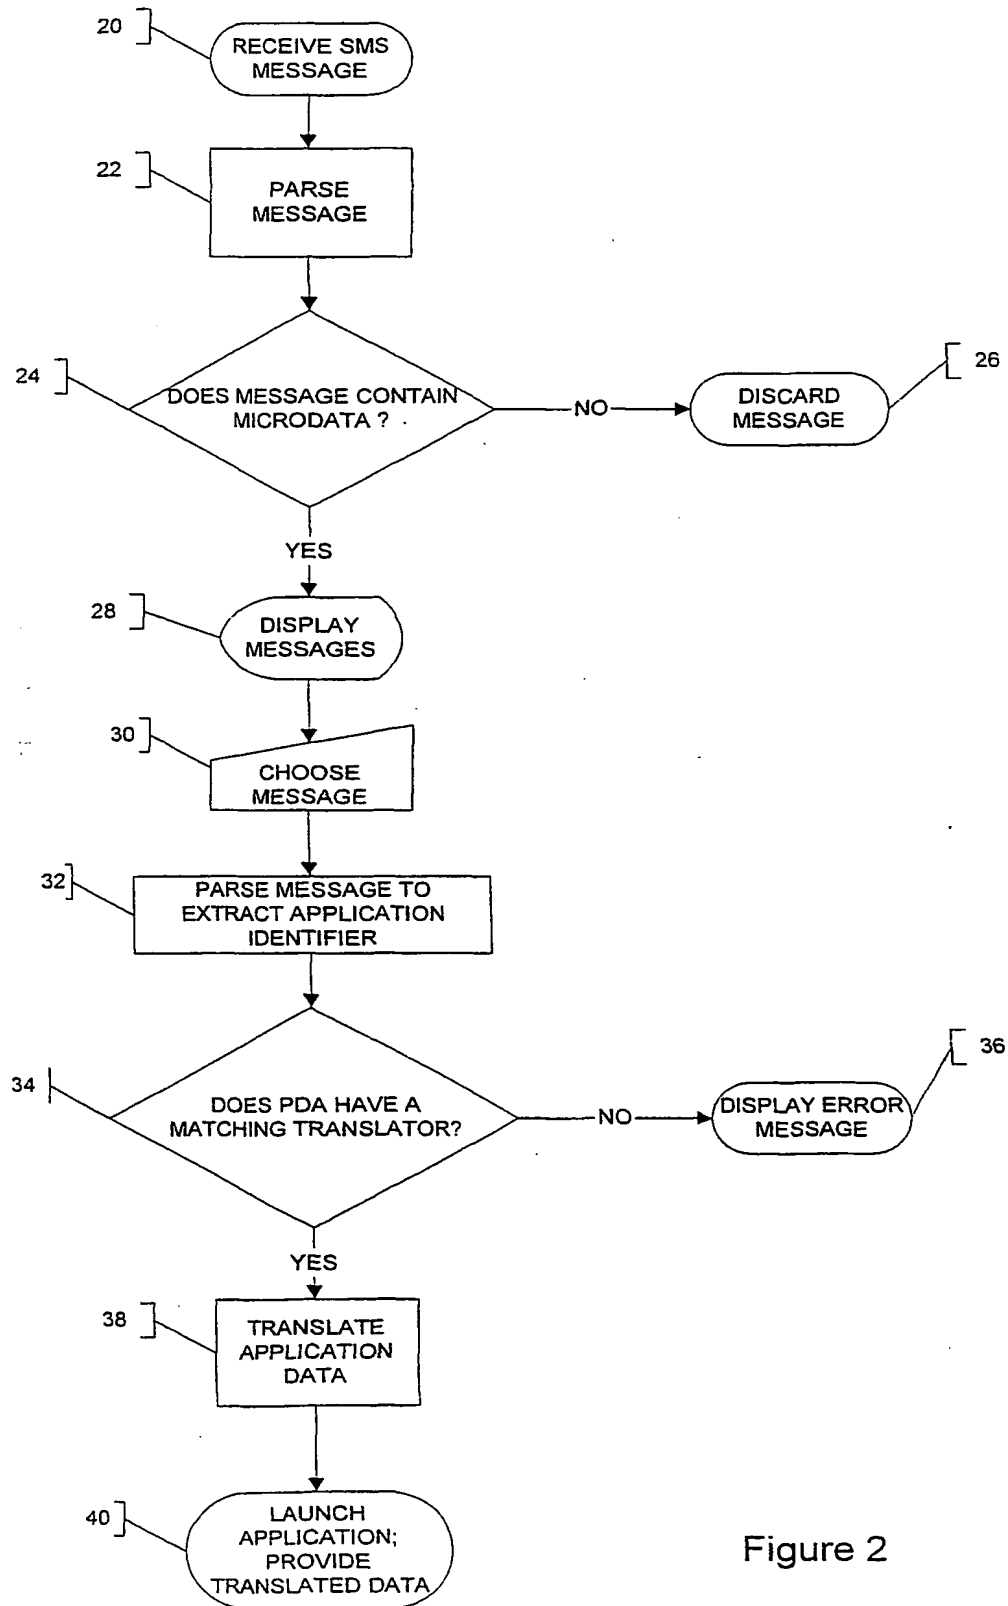 20
RECEIVE SMS
MESSAGE
22
PARSE
MESSAGE
24
DOES MESSAGE CONTAIN
MICRODATA ?
NO
DISCARD
MESSAGE
26
YES
28
DISPLAY
MESSAGES
30
CHOOSE
MESSAGE
32
PARSE MESSAGE TO
EXTRACT APPLICATION
IDENTIFIER
34
DOES PDA HAVE A
MATCHING TRANSLATOR?
NO
DISPLAY ERROR
MESSAGE
36
YES
38
TRANSLATE
APPLICATION
DATA
40
LAUNCH
APPLICATION;
PROVIDE
TRANSLATED DATA
Figure 2